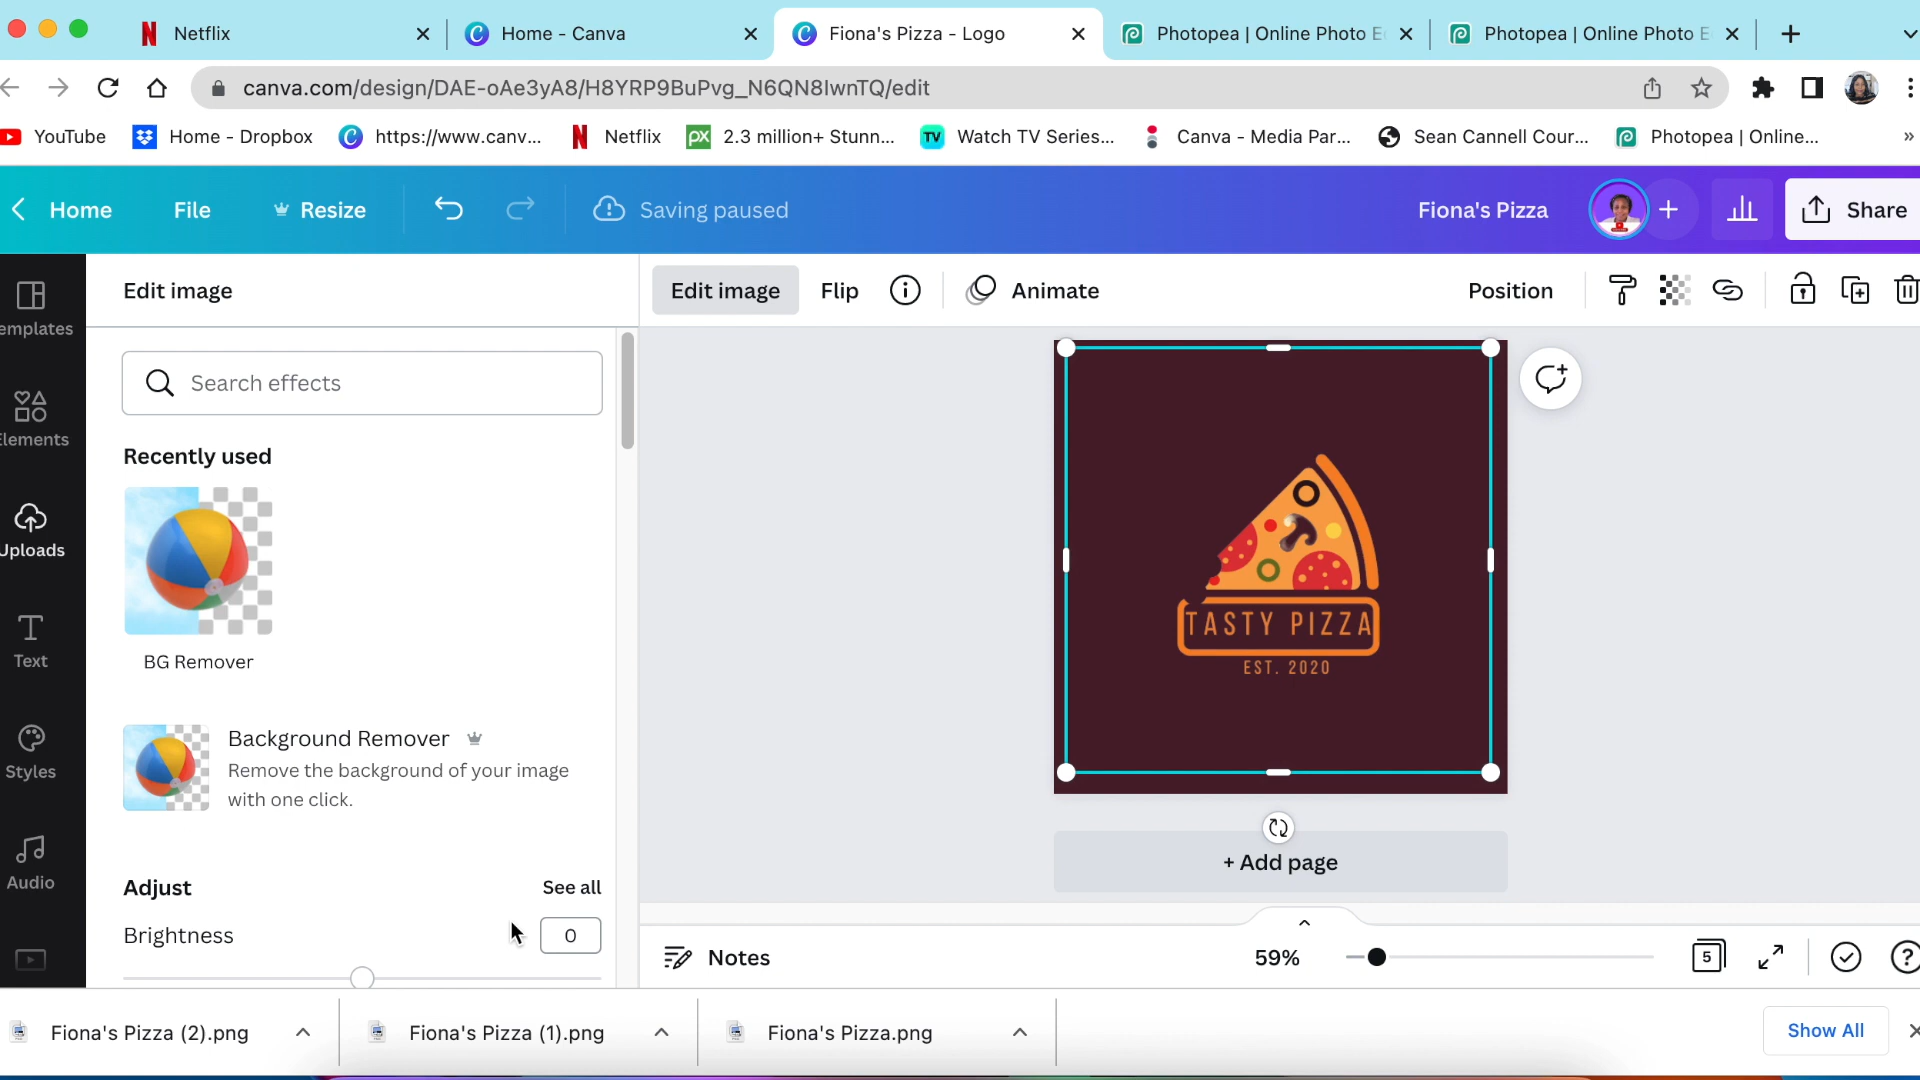 Netflix
Home - Canva
Fiona's Pizza - Logo
Photopea | Online Photo E
Photopea | Online Photo E
canva.com/design/DAE-oAe3yA8/H8YRP9BuPvg_N6QN8IwnTQ/edit
YouTube
Home - Dropbox
https://www.canv...
Netflix
PX
2.3 million+ Stunn...
TV
Watch TV Series...
Canva - Media Par...
Sean Cannell Cour...
Photopea | Online...
»
Home
File
Resize
Saving paused
Fiona's Pizza
Share
Edit image
Edit image
Flip
Animate
Position
emplates
Elements
Uploads
Text
Styles
Audio
Search effects
Recently used
BG Remover
Background Remover
Remove the background of your image
with one click.
Adjust
See all
Brightness
0
TASTY PIZZA
EST. 2020
+ Add page
Notes
59%
5
Fiona's Pizza (2).png
Fiona's Pizza (1).png
Fiona's Pizza.png
Show All